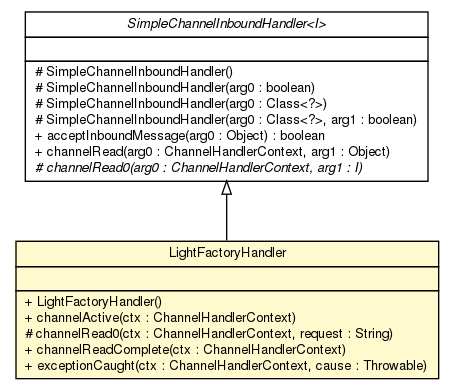 SimpleChannelInboundHandler<I>
# SimpleChannelInboundHandler()
# SimpleChannelInboundHandler(arg0 : boolean)
# SimpleChannelInboundHandler(arg0 : Class<?>)
# SimpleChannelInboundHandler(arg0 : Class<?>, arg1 : boolean)
+ acceptInboundMessage(arg0 : Object) : boolean
+ channelRead(arg0 : ChannelHandlerContext, arg1 : Object)
# channelRead0(arg0 : ChannelHandlerContext, arg1 : I)
LightFactoryHandler
+ LightFactoryHandler()
+ channelActive(ctx : ChannelHandlerContext)
# channelRead0(ctx : ChannelHandlerContext, request : String)
+ channelReadComplete(ctx : ChannelHandlerContext)
+ exceptionCaught(ctx : ChannelHandlerContext, cause : Throwable)